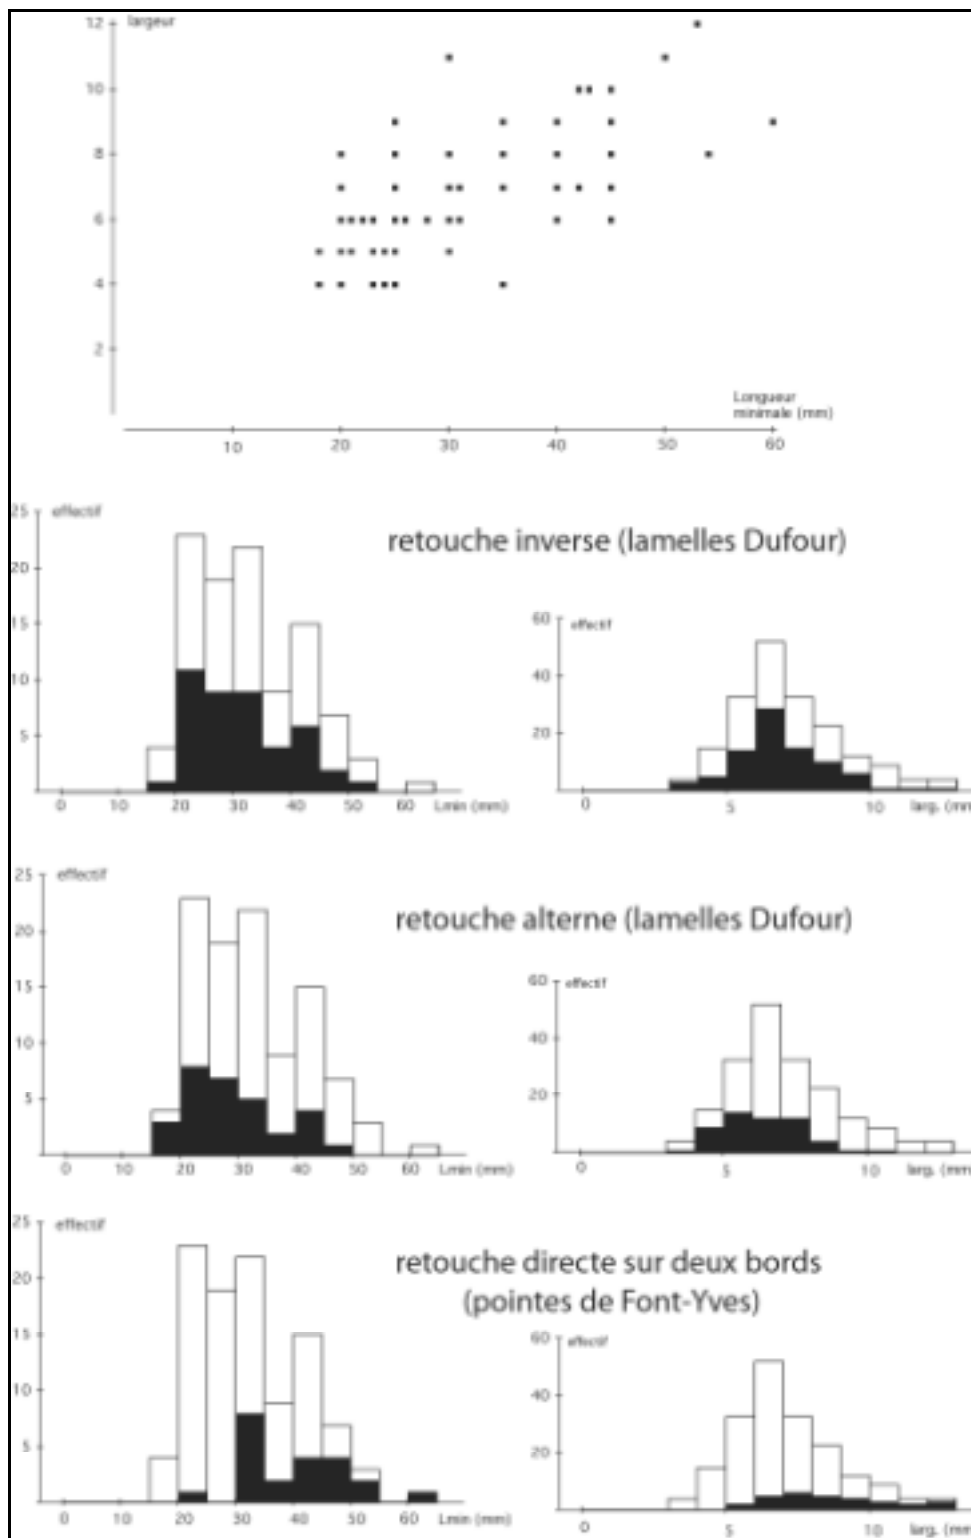 12 largeur
10
8
6
4
2
Longueur
minimale (mm)
10 20 30 40 50 60
25 effectif
retouche inverse (lamelles Dufour)
20
15
10
5
0 10 20 30 40 50 60 Lmin (mm)
60 effectif
40
20
0 5 10 larg. (mm
25 effectif
retouche alterne (lamelles Dufour)
20
15
10
5
0 10 20 30 40 50 60 Lmin (mm)
60 effectif
40
20
0 5 10 larg. (mm
25 effectif
retouche directe sur deux bords
(pointes de Font-Yves)
20
15
10
5
0 10 20 30 40 50 60 Lmin (mm)
60 effectif
40
20
0 5 10 larg. (mm